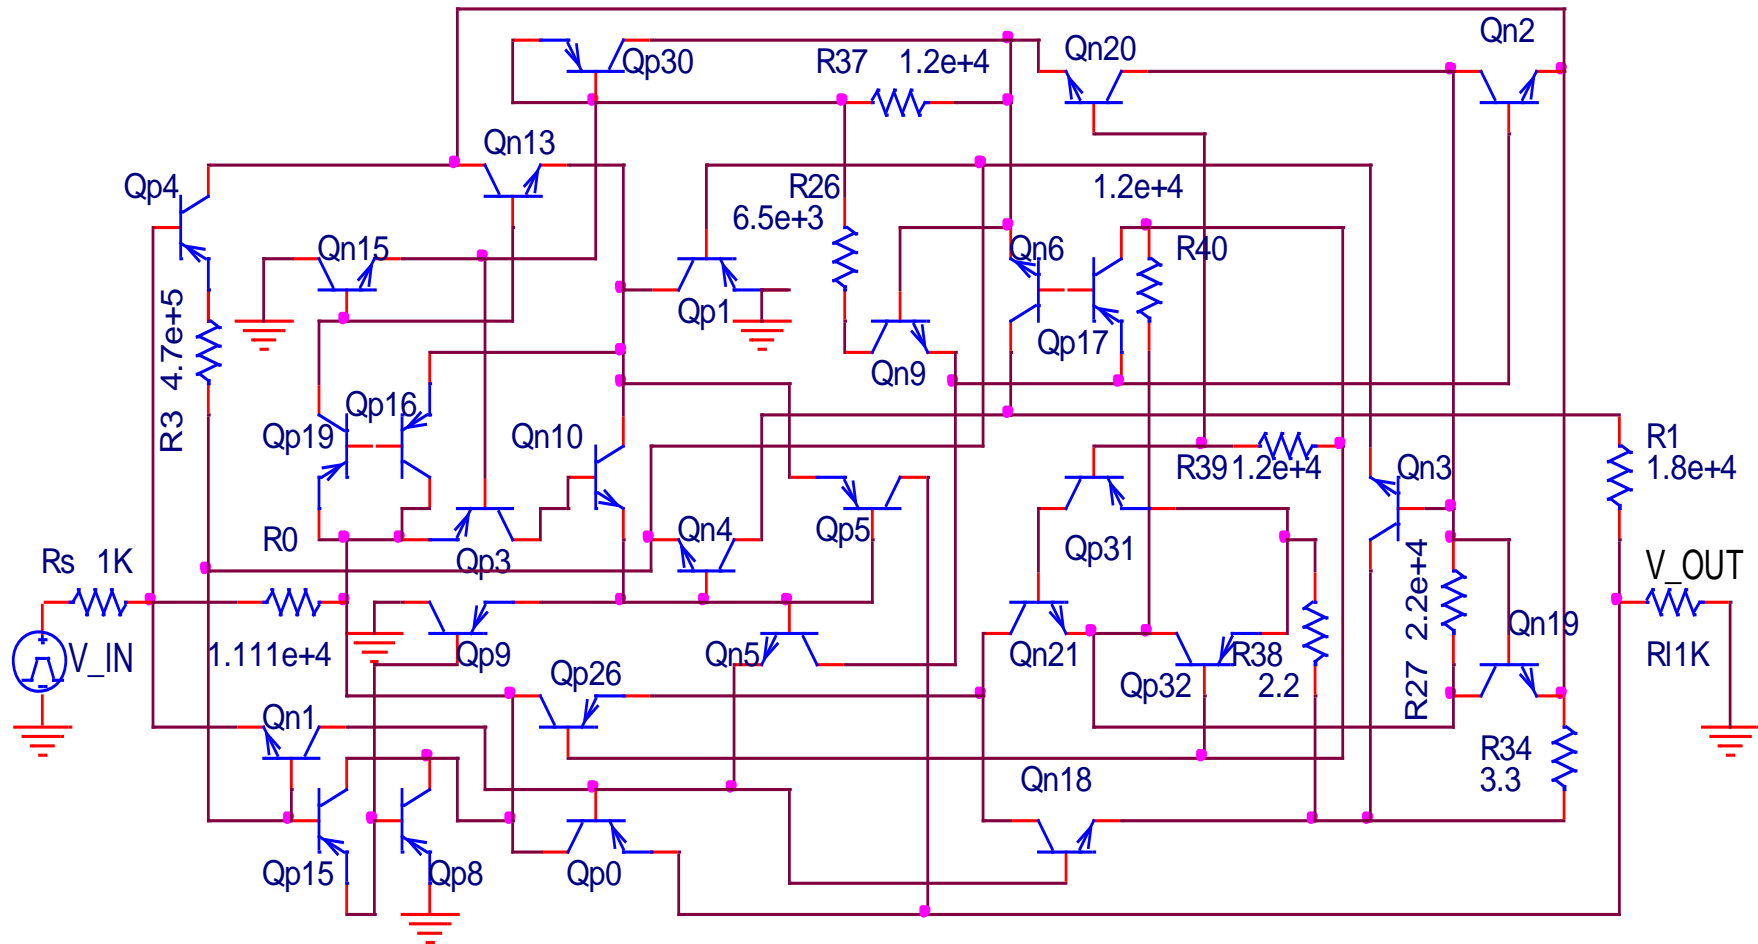 Qn2
Qn20
Qp30
R37 1.2e+4
Qn13
Qp4
R26
6.5e+3
1.2e+4
Qn15
Qn6
R40
Qp1
R3 4.7e+5
Qp17
Qn9
Qp16
Qp19
Qn10
R1
1.8e+4
R39 1.2e+4
Qn3
Qp5
Qn4
R0
Qp31
Qp3
Rs 1K
V_OUT
R27 2.2e+4
Qn19
V_IN
1.111e+4
Qp9
Qn5
Qn21
R38
2.2
Rl1K
Qp26
Qp32
Qn1
R34
3.3
Qn18
Qp15
Qp8
Qp0